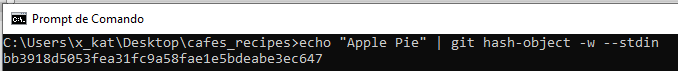 Prompt de Comando
C:\Users\x_kat\Desktop\cafes_recipes>echo "Apple Pie" | git hash-object -w --stdin
bb3918d5053fea31fc9a58fae1e5bdeabe3ec647